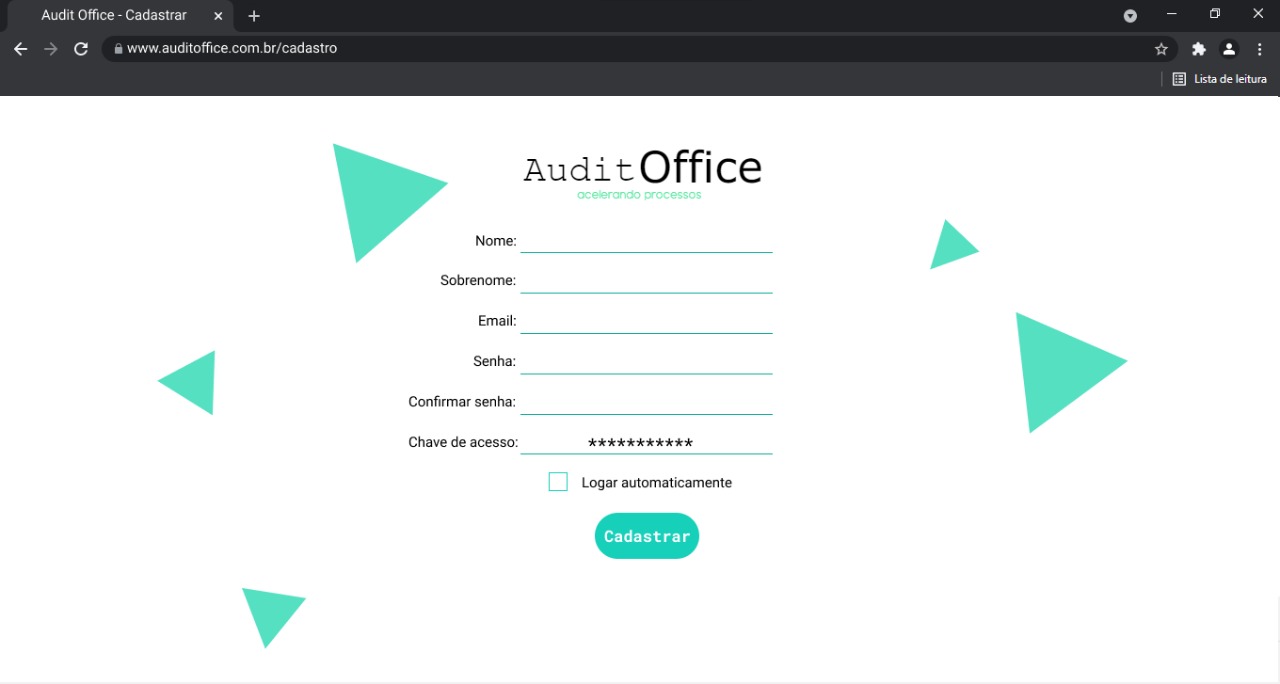 Audit Office - Cadastrar
www.auditoffice.com.br/cadastro
Lista de leitura
Audit Office
acelerando processos
Nome:
Sobrenome:
Email:
Senha:
Confirmar senha:
Chave de acesso: ***********
Logar automaticamente
Cadastrar